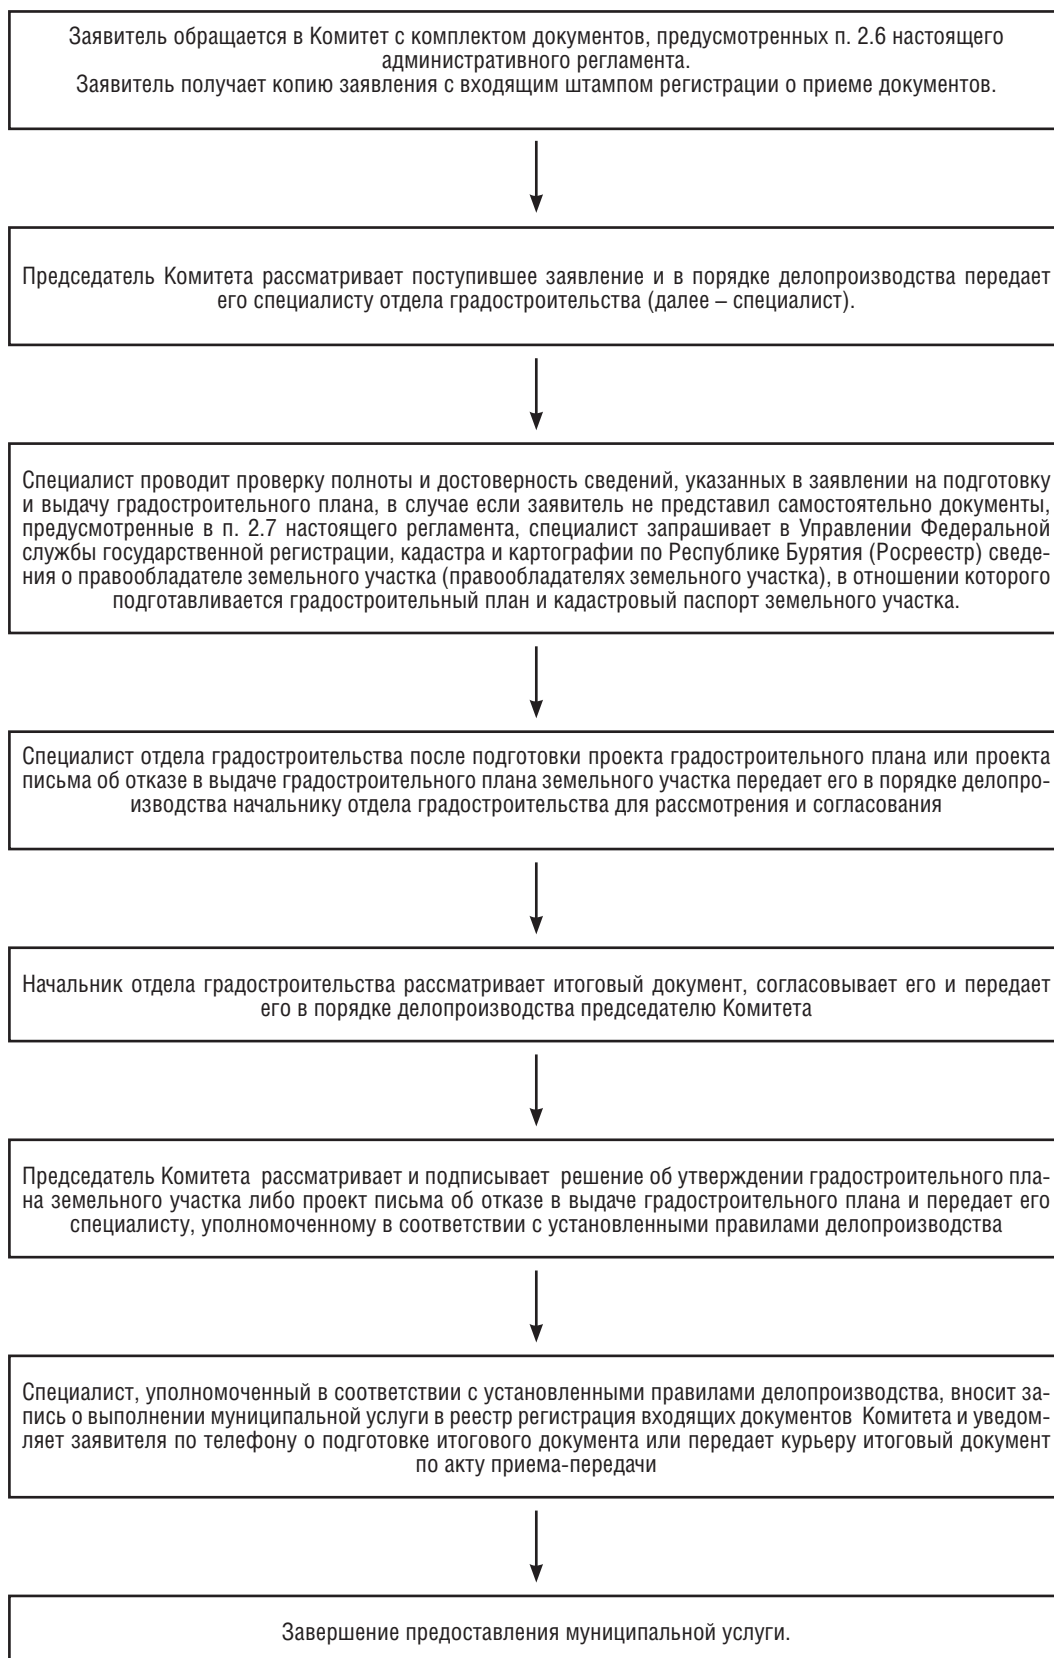 Заявитель обращается в Комитет с комплектом документов, предусмотренных п. 2.6 настоящего
административного регламента.
Заявитель получает копию заявления с входящим штампом регистрации о приеме документов.
Председатель Комитета рассматривает поступившее заявление и в порядке делопроизводства передает
его специалисту отдела градостроительства (далее – специалист).
Специалист проводит проверку полноты и достоверность сведений, указанных в заявлении на подготовку
и выдачу градостроительного плана, в случае если заявитель не представил самостоятельно документы,
предусмотренные в п. 2.7 настоящего регламента, специалист запрашивает в Управлении Федеральной
службы государственной регистрации, кадастра и картографии по Республике Бурятия (Росреестр) сведе-
ния о правообладателе земельного участка (правообладателях земельного участка), в отношении которого
подготавливается градостроительный план и кадастровый паспорт земельного участка.
Специалист отдела градостроительства после подготовки проекта градостроительного плана или проекта
письма об отказе в выдаче градостроительного плана земельного участка передает его в порядке делопро-
изводства начальнику отдела градостроительства для рассмотрения и согласования
Начальник отдела градостроительства рассматривает итоговый документ, согласовывает его и передает
его в порядке делопроизводства председателю Комитета
Председатель Комитета рассматривает и подписывает решение об утверждении градостроительного пла-
на земельного участка либо проект письма об отказе в выдаче градостроительного плана и передает его
специалисту, уполномоченному в соответствии с установленными правилами делопроизводства
Специалист, уполномоченный в соответствии с установленными правилами делопроизводства, вносит за-
пись о выполнении муниципальной услуги в реестр регистрация входящих документов Комитета и уведом-
ляет заявителя по телефону о подготовке итогового документа или передает курьеру итоговый документ
по акту приема-передачи
Завершение предоставления муниципальной услуги.